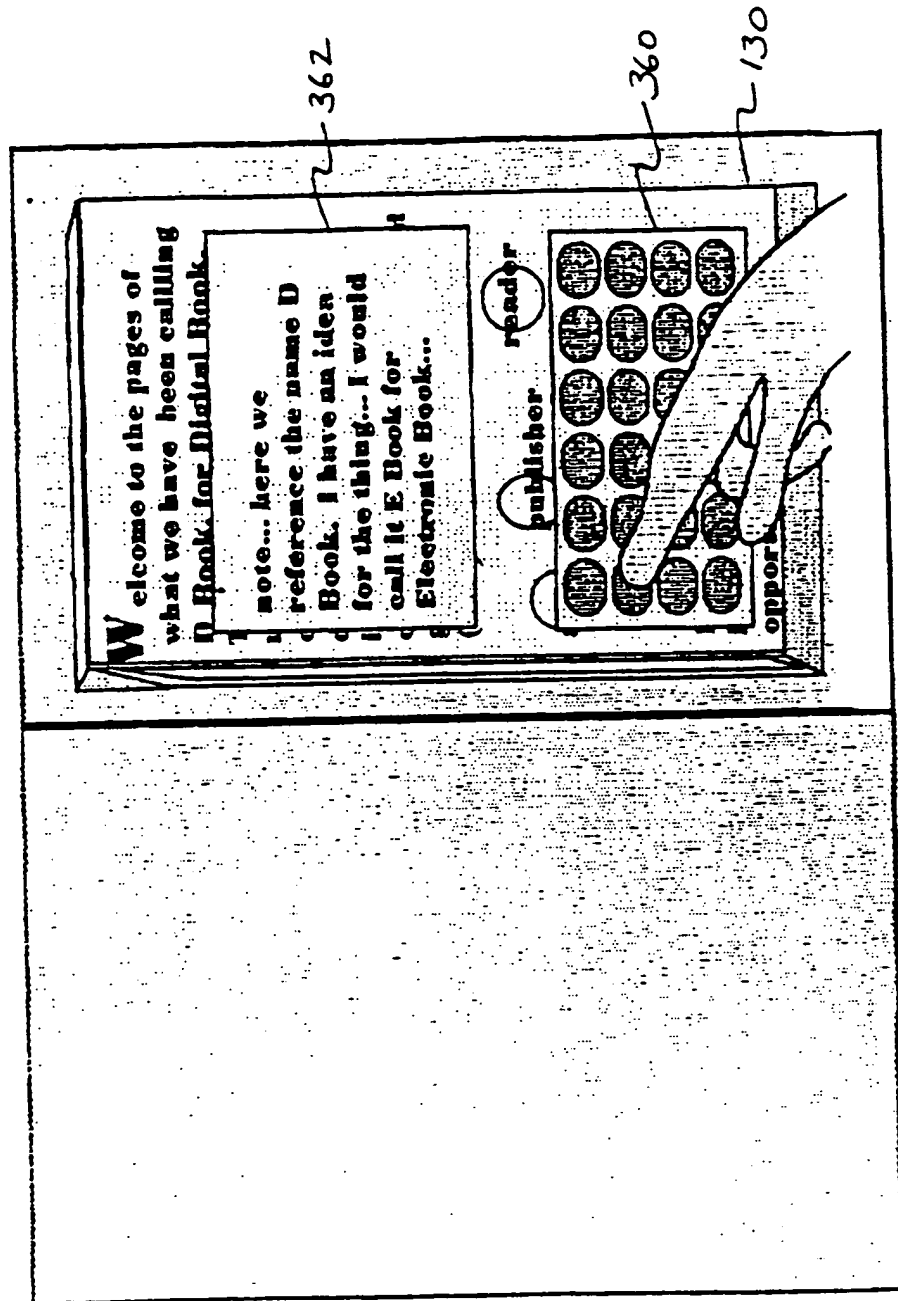 Welcome to the pages of
what we have been callling
D Book, for Digital Book.
note... here we
reference the name D
Book. I have an idea
for the thing... I would
call it E Book for
Electronic Book...
publisher
reader
oppor
362
360
130